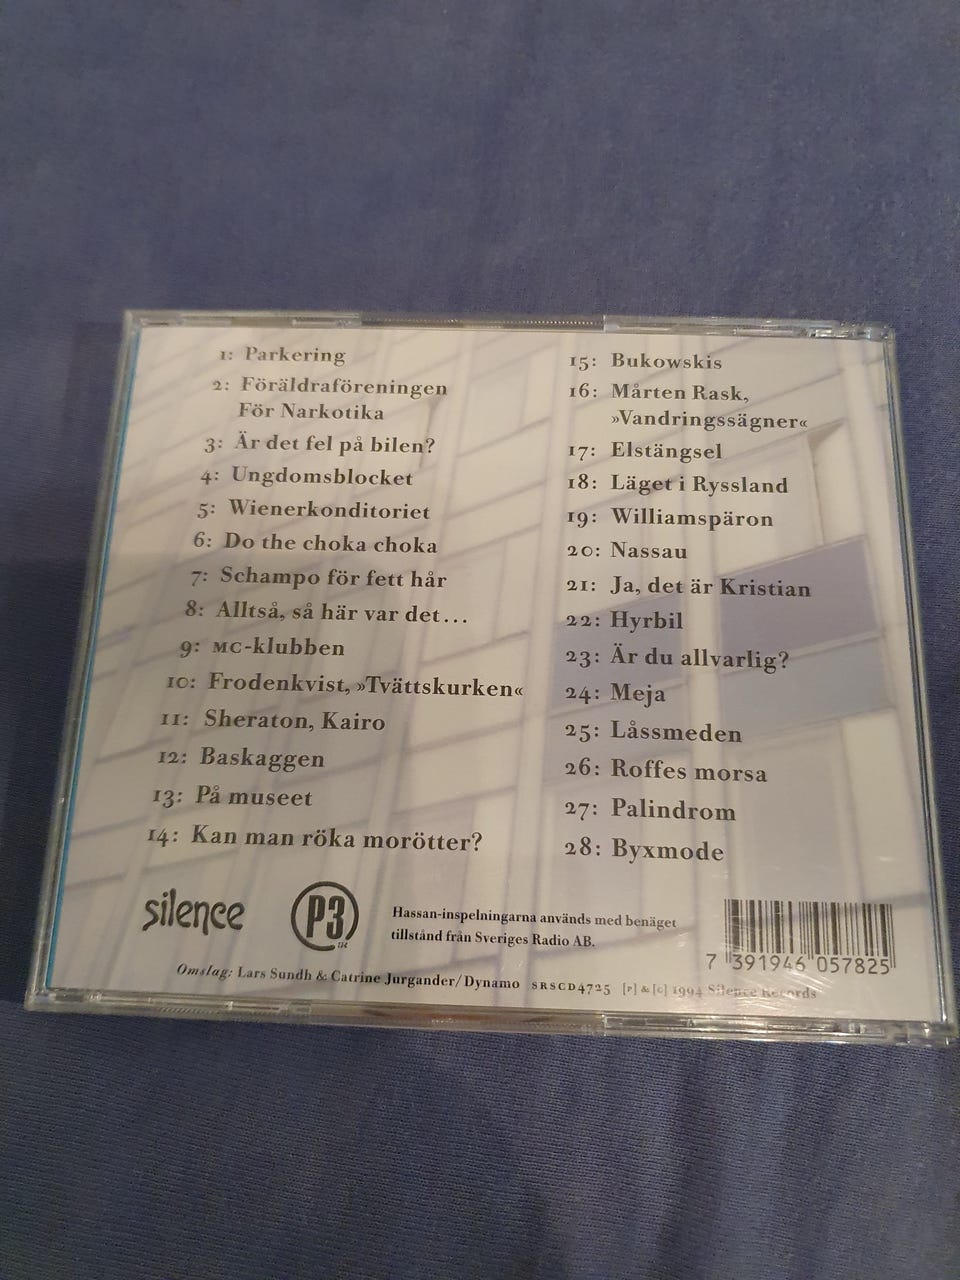 1: Parkering
2: Föräldraföreningen
För Narkotika
3: Är det fel på bilen?
4: Ungdomsblocket
5: Wienerkonditoriet
6: Do the choka choka
7: Schampo för fett hår
8: Alltså, så här var det...
9: MC-klubben
10: Frodenkvist, »Tvättskurken«
11: Sheraton, Kairo
12: Baskaggen
13: På museet
14: Kan man röka morötter?
15: Bukowskis
16: Mårten Rask,
»Vandringssägner«
17: Elstängsel
18: Läget i Ryssland
19: Williamspäron
20: Nassau
21: Ja, det är Kristian
22: Hyrbil
23: Är du allvarlig?
24: Meja
25: Låssmeden
26: Roffes morsa
27: Palindrom
28: Byxmode
silence
P3
Hassan-inspelningarna används med benäget
tillstånd från Sveriges Radio AB.
7 391946 057825
Omslag: Lars Sundh & Catrine Jurgander/Dynamo SRSCD4725 [P] & [C] 1994 Silence Records